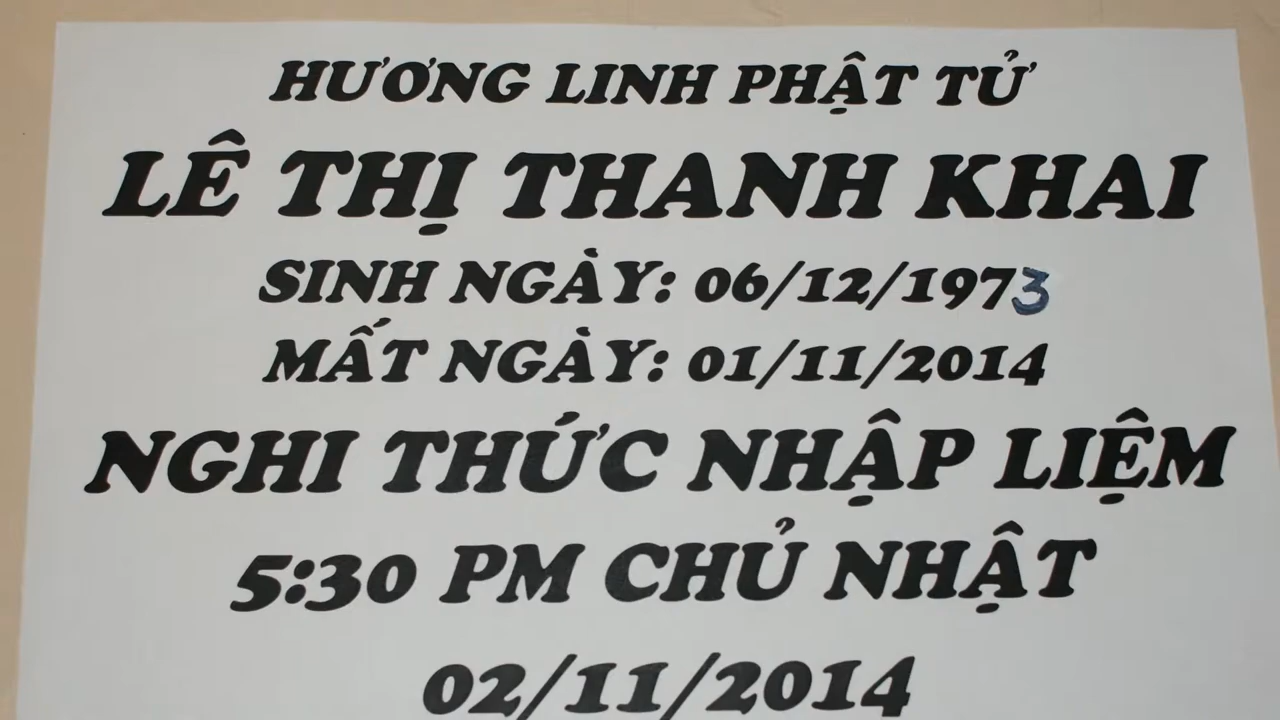 HƯƠNG LINH PHẬT TỬ
LÊ THỊ THANH KHAI
SINH NGÀY: 06/12/1973
MẤT NGÀY: 01/11/2014
NGHI THỨC NHẬP LIỆM
5:30 PM CHỦ NHẬT
02/11/2014